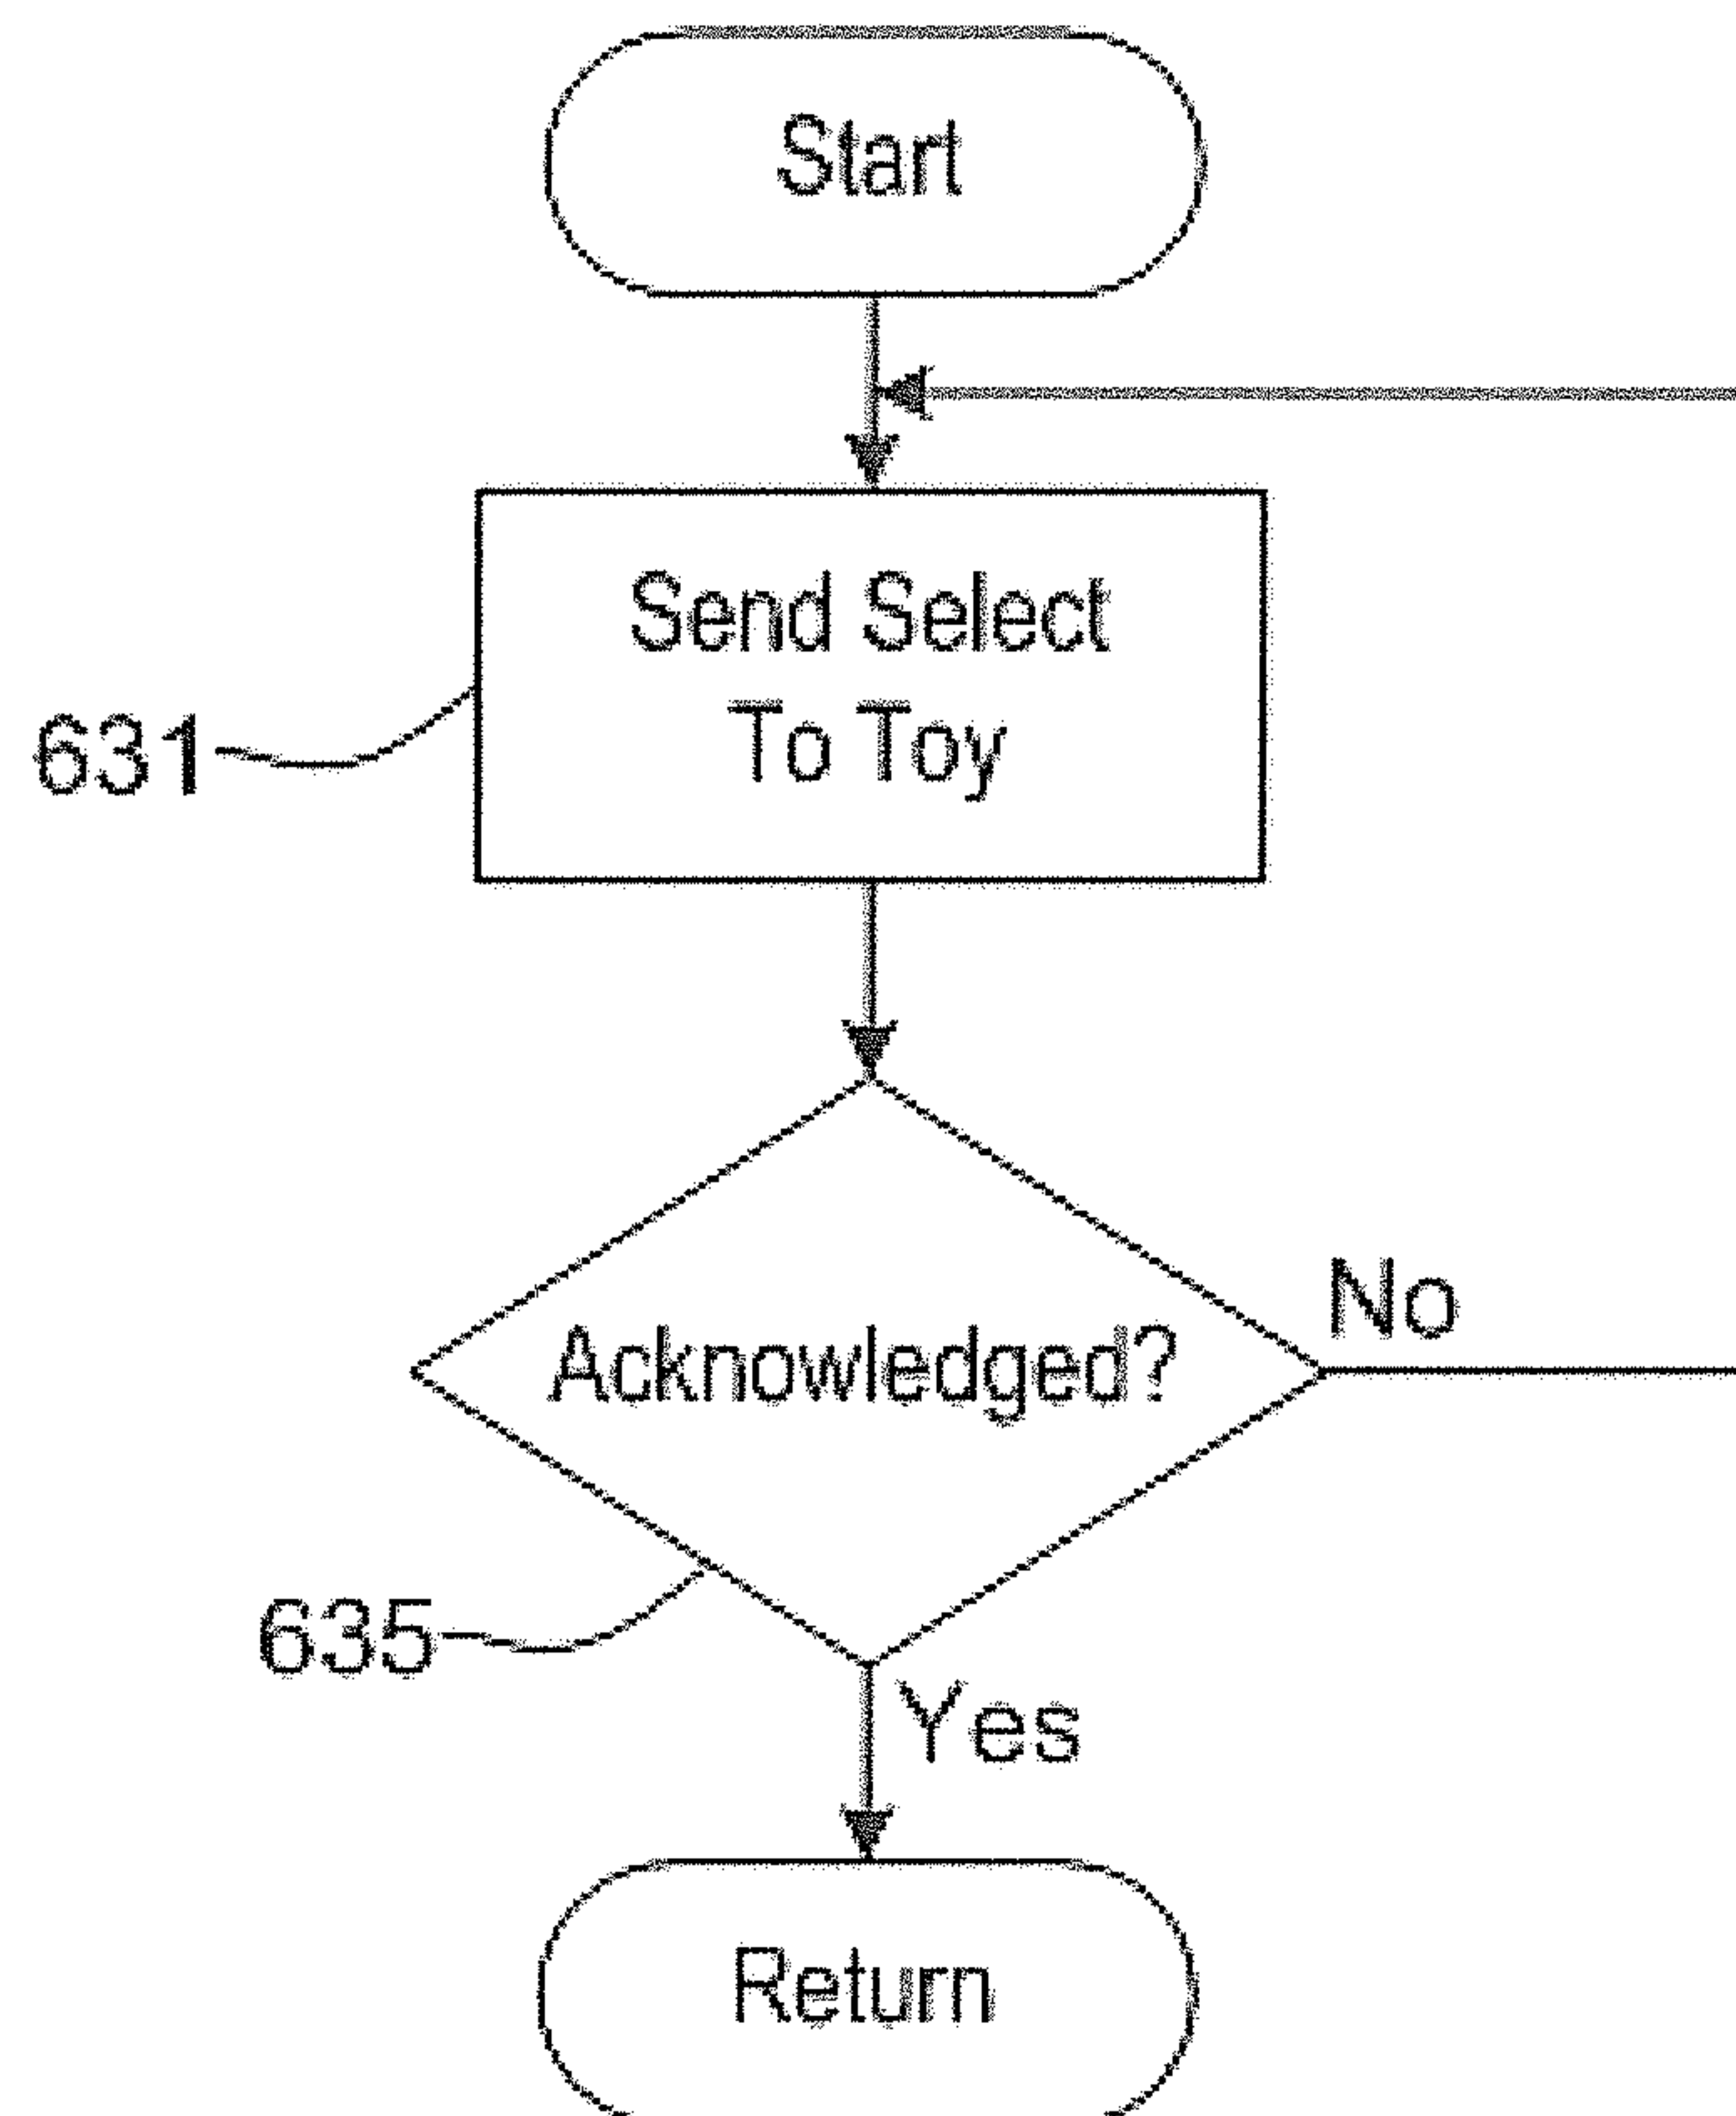 Start
Send Select
To Toy
631
No
Acknowledged?
635
Yes
Return